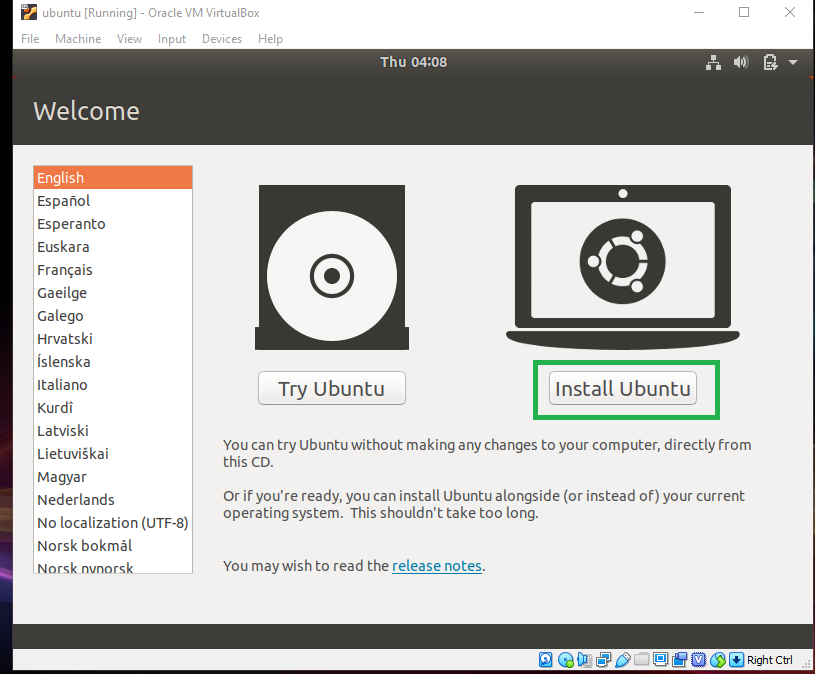 ubuntu [Running] - Oracle VM VirtualBox
File Machine View Input Devices Help
Thu 04:08
Welcome
English
Español
Esperanto
Euskara
Français
Gaeilge
Galego
Hrvatski
Íslenska
Italiano
Kurdî
Latviski
Lietuviškai
Magyar
Nederlands
No localization (UTF-8)
Norsk bokmål
Norsk nynorsk
Try Ubuntu
Install Ubuntu
You can try Ubuntu without making any changes to your computer, directly from
this CD.
Or if you're ready, you can install Ubuntu alongside (or instead of) your current
operating system. This shouldn't take too long.
You may wish to read the release notes.
Right Ctrl